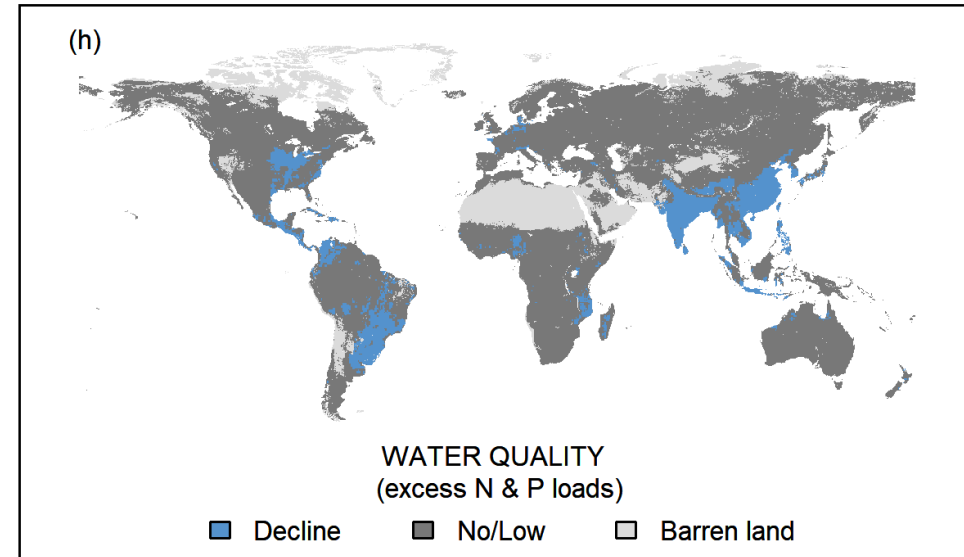 (h)
WATER QUALITY
(excess N & P loads)
Decline No/Low Barren land